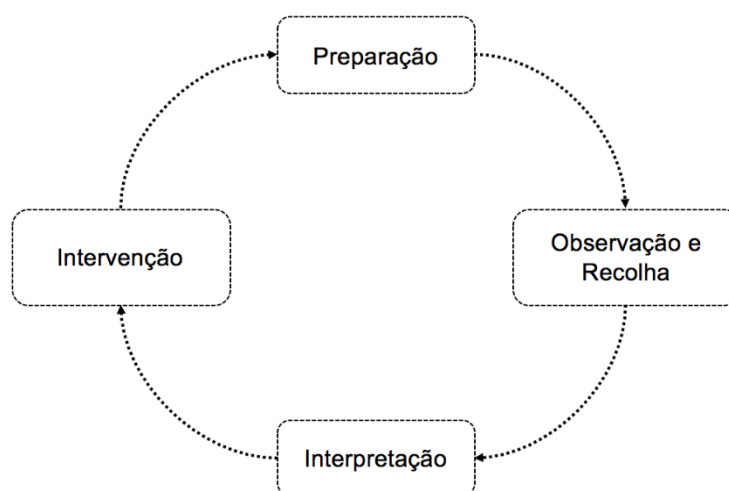 Preparação
Observação e
Recolha
Interpretação
Intervenção